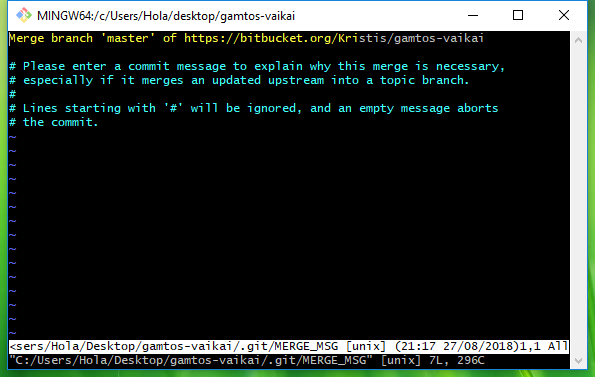 MINGW64:/c/Users/Hola/desktop/gamtos-vaikai
Merge branch 'master' of https://bitbucket.org/Kristis/gamtos-vaikai
# Please enter a commit message to explain why this merge is necessary,
# especially if it merges an updated upstream into a topic branch.
#
# Lines starting with '#' will be ignored, and an empty message aborts
# the commit.
~
~
~
~
~
~
~
~
~
~
~
~
~
~
<sers/Hola/Desktop/gamtos-vaikai/.git/MERGE_MSG [unix] (21:17 27/08/2018)1,1 All
"C:/Users/Hola/Desktop/gamtos-vaikai/.git/MERGE_MSG" [unix] 7L, 296C